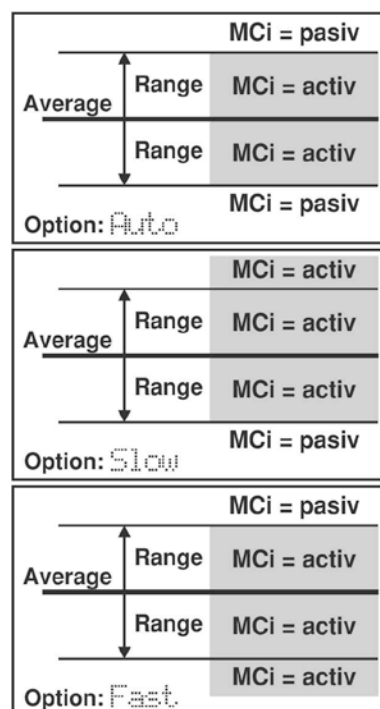 MCi = pasiv
Range MCi = activ
Average
Range MCi = activ
MCi = pasiv
Option: Auto
MCi = activ
Range MCi = activ
Average
Range MCi = activ
MCi = pasiv
Option: Slow
MCi = pasiv
Range MCi = activ
Average
Range MCi = activ
MCi = activ
Option: Fast